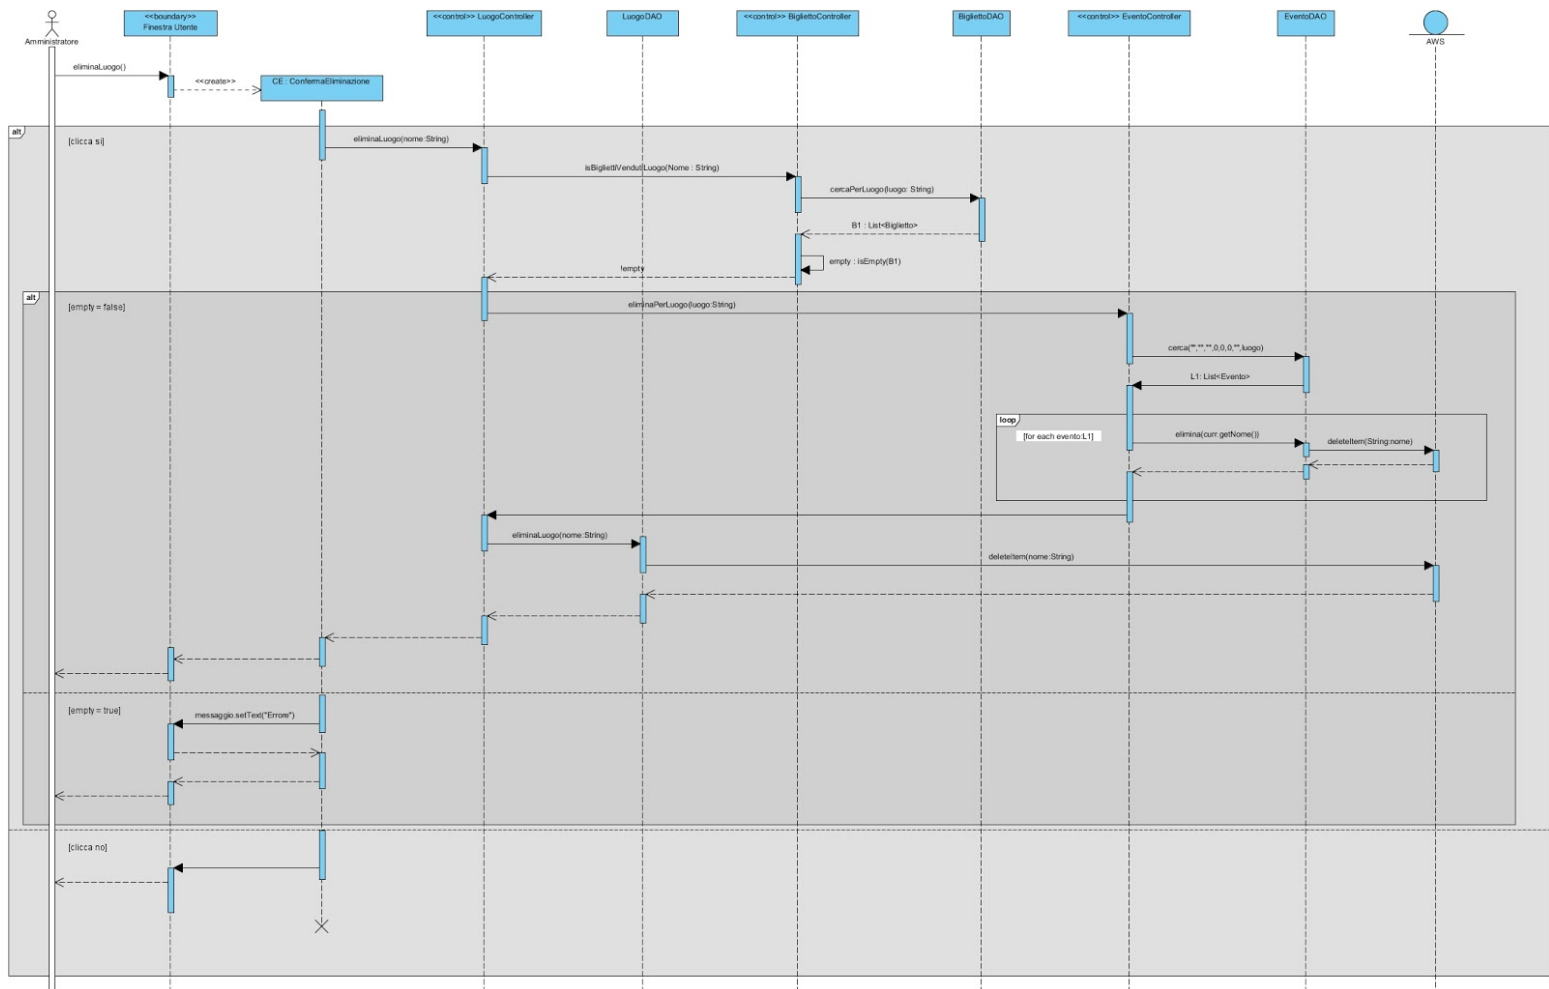 <<boundary>>
Finestra Utente
<<control>> LuogoController
LuogoDAO
<<control>> BigliettoController
BigliettoDAO
<<control>> EventoController
EventoDAO
AWS
Amministratore
eliminaLuogo()
<<create>>
CE : ConfermaEliminazione
alt
[clicca si]
eliminaLuogo(nome:String)
isBigliettiVendutiLuogo(Nome : String)
cercaPerLuogo(luogo: String)
B1 : List<Biglietto>
empty : isEmpty(B1)
!empty
alt
[empty = false]
eliminaPerLuogo(luogo:String)
cerca("","","",0,0,0,"",luogo)
L1: List<Evento>
loop
[for each evento:L1]
elimina(curr.getNome())
deleteItem(String:nome)
eliminaLuogo(nome:String)
deleteItem(nome:String)
[empty = true]
messaggio.setText("Errore")
[clicca no]